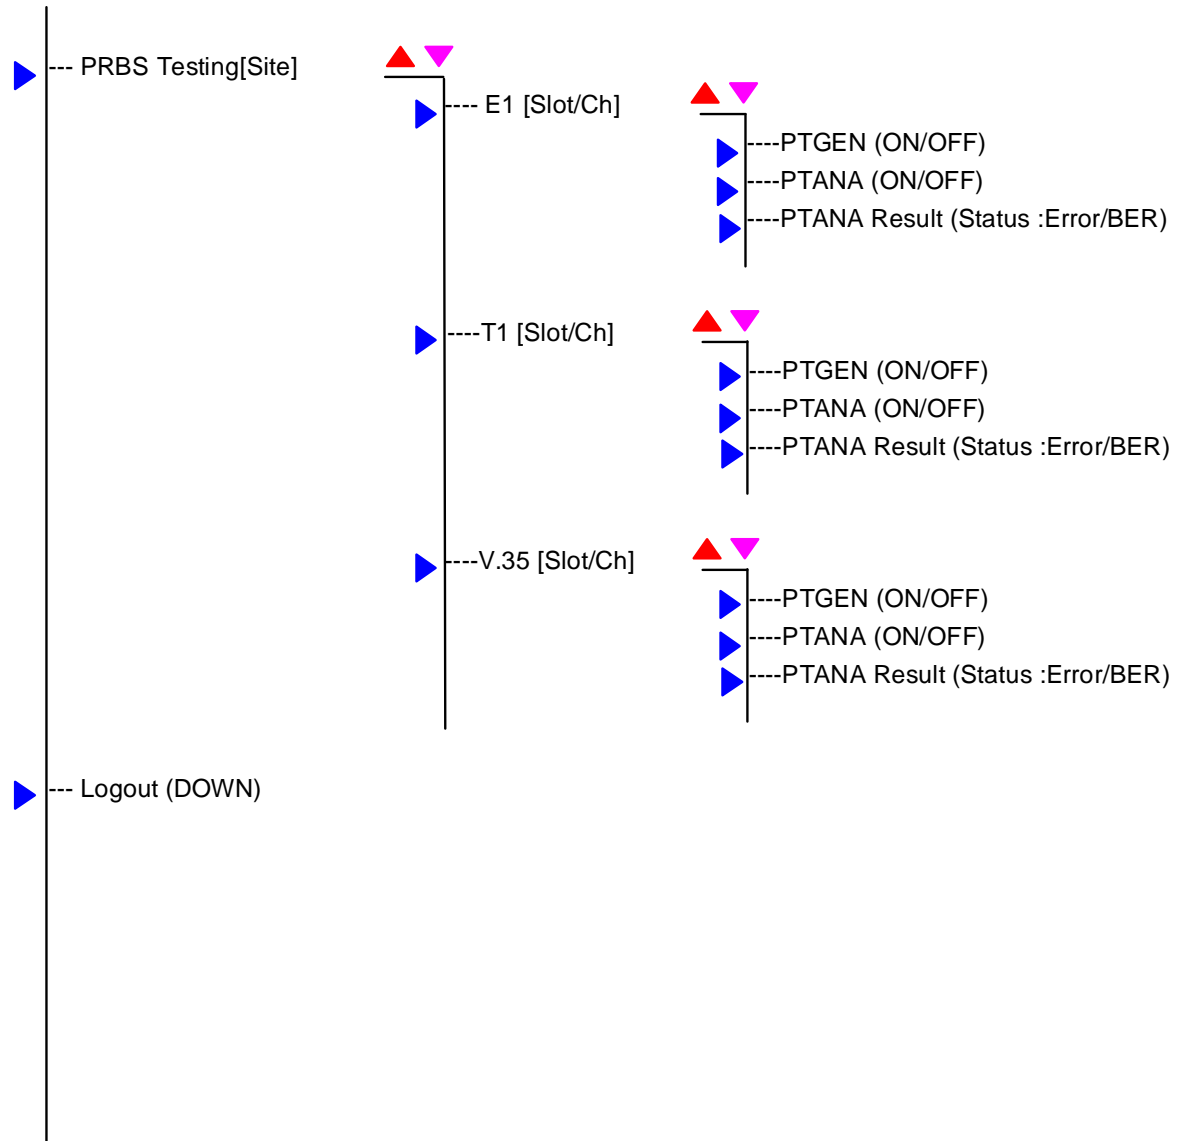 --- PRBS Testing[Site]
---- E1 [Slot/Ch]
----PTGEN (ON/OFF)
----PTANA (ON/OFF)
----PTANA Result (Status :Error/BER)
----T1 [Slot/Ch]
----PTGEN (ON/OFF)
----PTANA (ON/OFF)
----PTANA Result (Status :Error/BER)
----V.35 [Slot/Ch]
----PTGEN (ON/OFF)
----PTANA (ON/OFF)
----PTANA Result (Status :Error/BER)
--- Logout (DOWN)